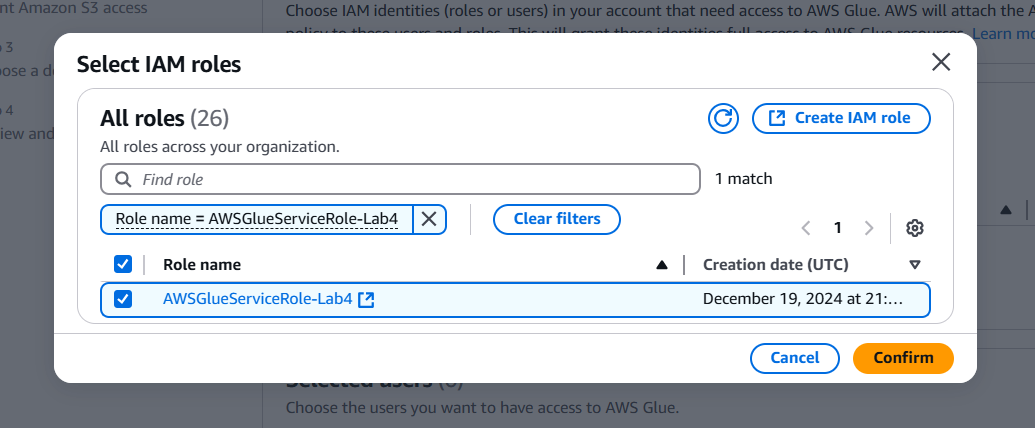 nt Amazon S3 access
Choose IAM identities (roles or users) in your account that need access to AWS Glue. AWS will attach the A
policy to these users and roles. This will grant these identities full access to AWS Glue resources. Learn mo
3
ose a d
4
iew and
Select IAM roles
All roles (26)
Create IAM role
All roles across your organization.
Find role
1 match
Role name = AWSGlueServiceRole-Lab4
Clear filters
1
Role name
Creation date (UTC)
AWSGlueServiceRole-Lab4
December 19, 2024 at 21:…
Cancel
Confirm
Selected users (0)
Choose the users you want to have access to AWS Glue.